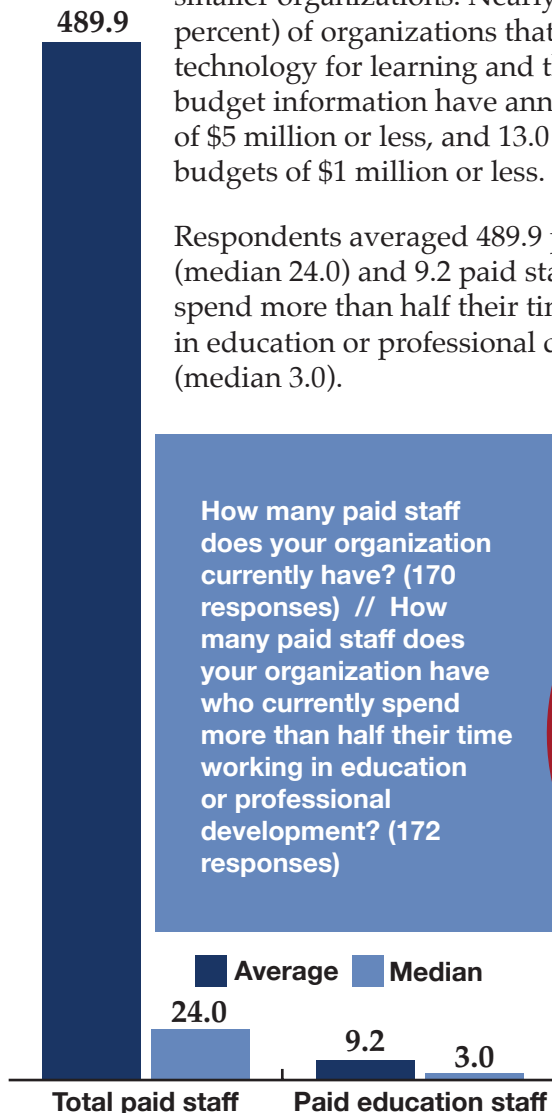 smaller organizations. Nearly
percent) of organizations that
technology for learning and
budget information have
of $5 million or less, and 13.0
budgets of $1 million or less.
Respondents averaged 489.9
(median 24.0) and 9.2 paid
spend more than half their
in education or professional
(median 3.0).
489.9
How many paid staff
does your organization
currently have? (170
responses) // How
many paid staff does
your organization have
who currently spend
more than half their time
working in education
or professional
development? (172
responses)
Average Median
24.0
9.2
3.0
Total paid staff Paid education staff